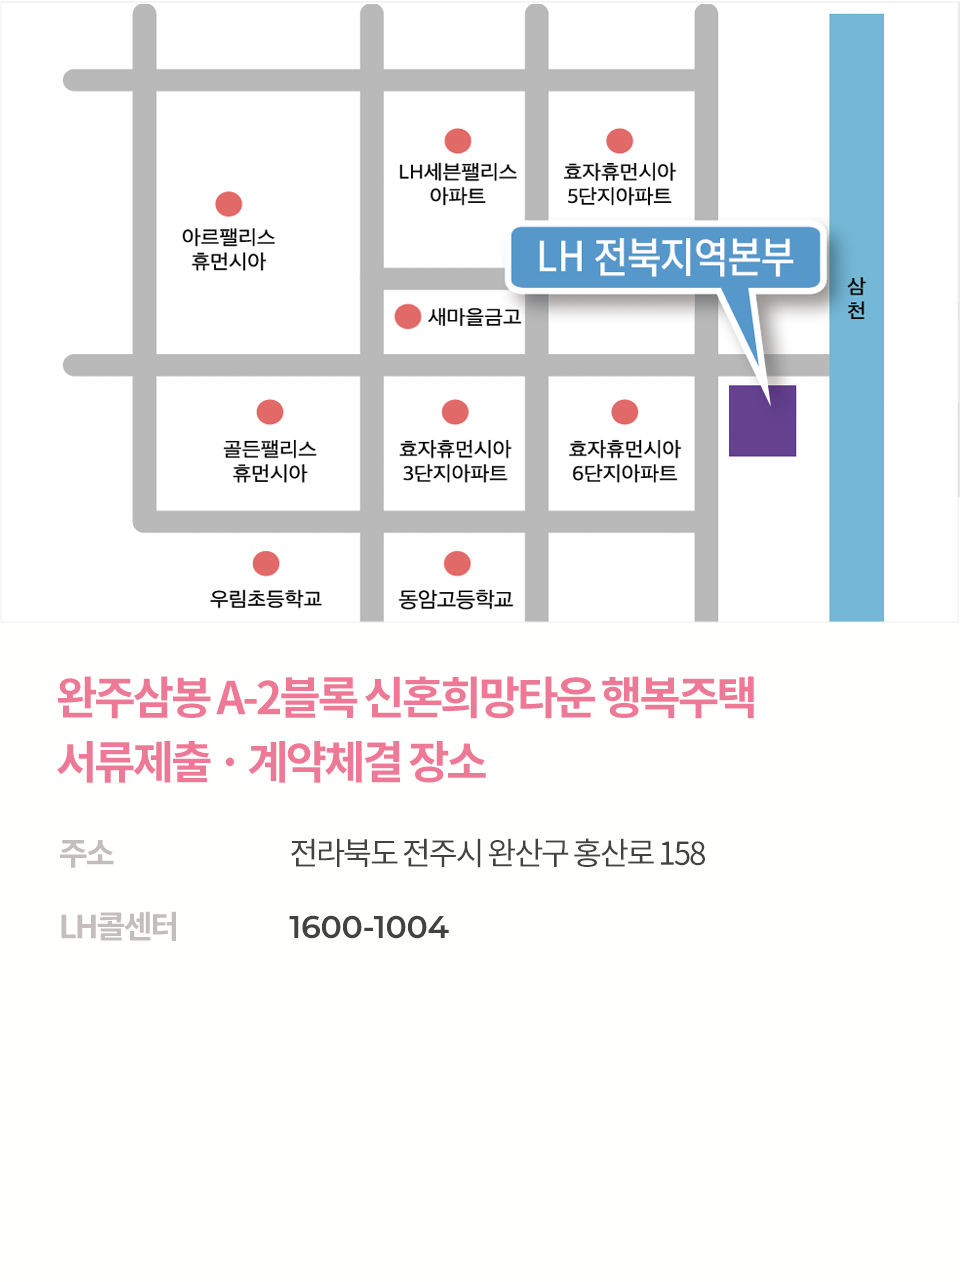 LH세븐팰리스
아파트
효자휴먼시아
5단지아파트
아르팰리스
휴먼시아
LH 전북지역본부
삼
천
새마을금고
골든팰리스
휴먼시아
효자휴먼시아
3단지아파트
효자휴먼시아
6단지아파트
우림초등학교
동암고등학교
완주삼봉 A-2블록 신혼희망타운 행복주택
서류제출 · 계약체결 장소
주소 전라북도 전주시 완산구 홍산로 158
LH콜센터 1600-1004